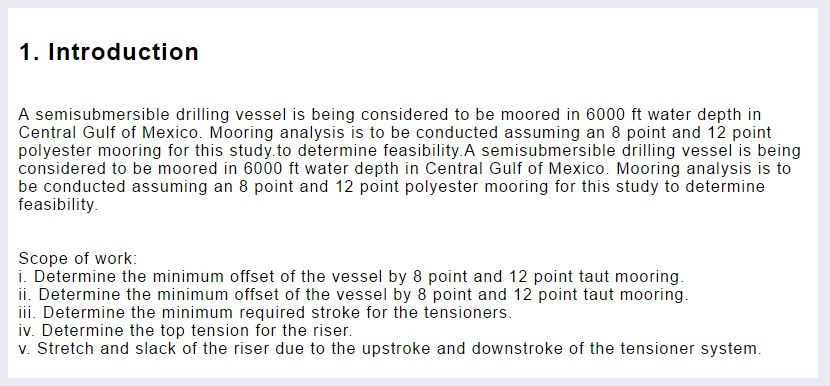 1. Introduction
A semisubmersible drilling vessel is being considered to be moored in 6000 ft water depth in
Central Gulf of Mexico. Mooring analysis is to be conducted assuming an 8 point and 12 point
polyester mooring for this study.to determine feasibility.A semisubmersible drilling vessel is being
considered to be moored in 6000 ft water depth in Central Gulf of Mexico. Mooring analysis is to
be conducted assuming an 8 point and 12 point polyester mooring for this study to determine
feasibility.
Scope of work:
i. Determine the minimum offset of the vessel by 8 point and 12 point taut mooring.
ii. Determine the minimum offset of the vessel by 8 point and 12 point taut mooring.
iii. Determine the minimum required stroke for the tensioners.
iv. Determine the top tension for the riser.
v. Stretch and slack of the riser due to the upstroke and downstroke of the tensioner system.